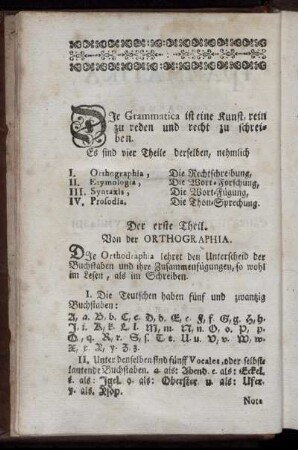 DJe Grammatica ist eine Kunst, rein
zu reden und recht zu schrei-
ben.
Es sind vier Theile derselben, nehmlich
I. Orthographia, Die Rechtschreibung,
II. Etymologia, Die Wort-Forschung,
III. Syntaxis, Die Wort-Fügung,
IV. Prosodia. Die Thon-Sprechung.
Der erste Theil.
Von der ORTHOGRAPHIA.
DJe Orthodraphia lehret den Unterscheid der
Buchstaben und ihre Zusammenfügungen, so wohl
im Lesen, als im Schreiben.
I. Die Teutschen haben fünf und zwantzig
Buchstaben:
A, a. B. b. C, c. D, d. E, e. F, f. G, g. H, h.
J. i. K, k. L, l. M, m. N, n. O, o. P, p.
Q, q. R, r. S, s. T, t. U, u. V, v. W, w.
X, x. Y, y. Z, z.
II. Unter denselben sind fünff Vocales, oder selbst-
lautende Buchstaben. a. als: Abend. e. als: Eckel.
i. als: Igel. o. als: Oberster. u. als: Ufer.
y. als, Ysop.
Note